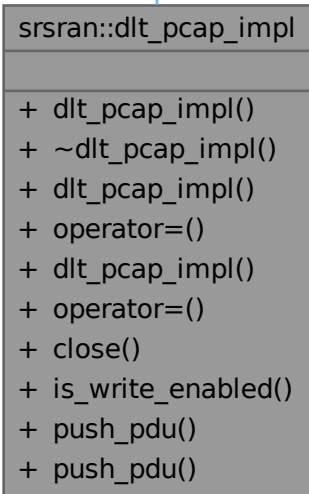 srsran::dlt_pcap_impl
+ dlt_pcap_impl()
+ ~dlt_pcap_impl()
+ dlt_pcap_impl()
+ operator=()
+ dlt_pcap_impl()
+ operator=()
+ close()
+ is_write_enabled()
+ push_pdu()
+ push_pdu()